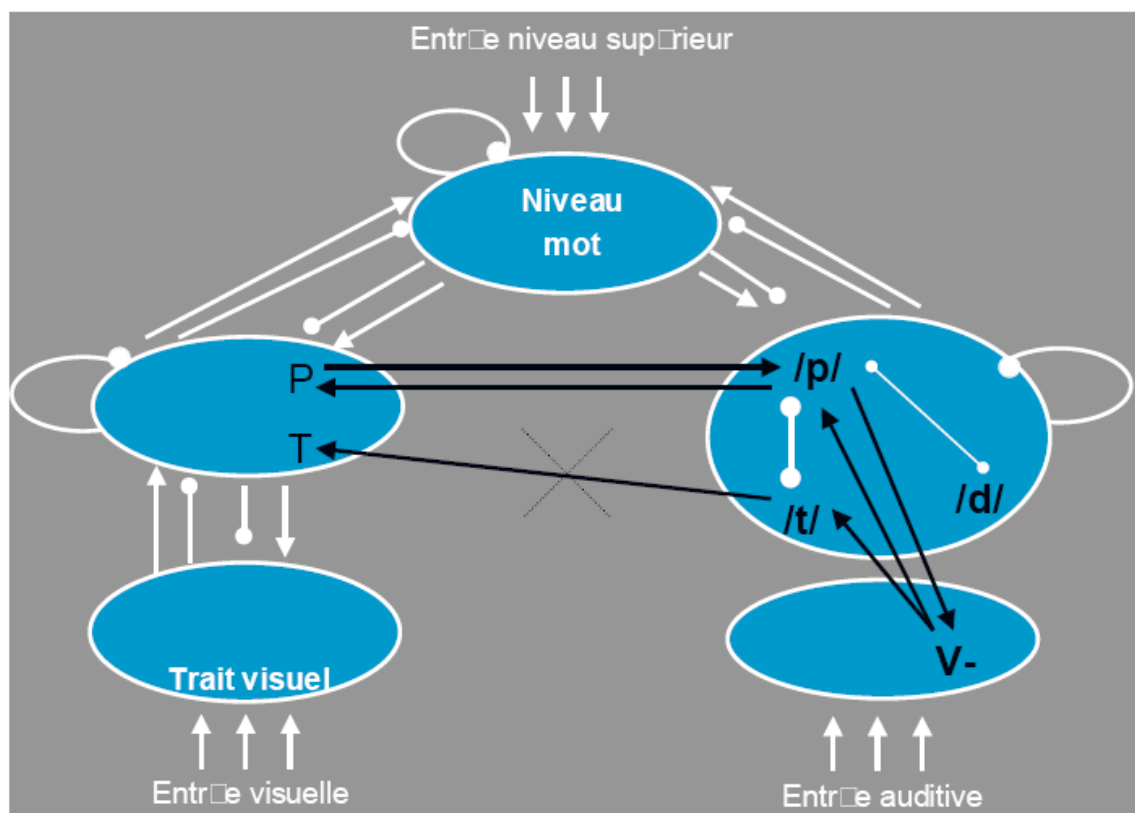 Entr□e niveau sup□rieur
Niveau
mot
P
/p/
T
/t/
/d/
V-
Trait visuel
Entr□e visuelle
Entr□e auditive